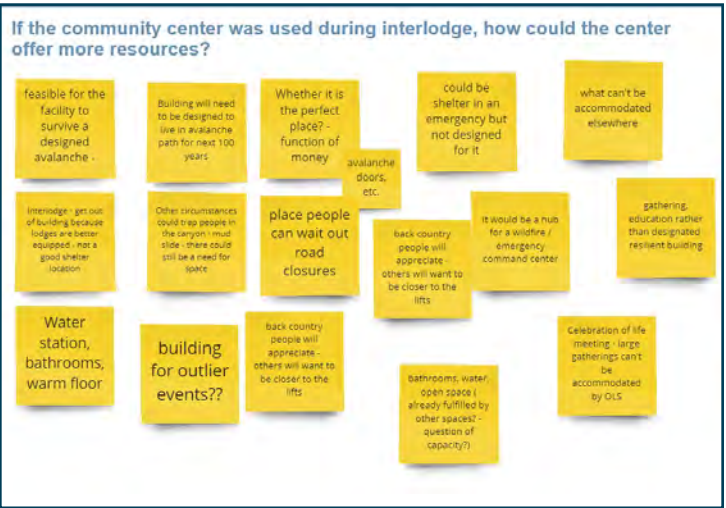 If the community center was used during interlodge, how could the center
offer more resources?
feasible for the
facility to
survive a
designed
avalanche -
Building will need
to be designed to
live in avalanche
path for next 100
years
Whether it is
the perfect
place? -
function of
money
avalanche
doors,
etc.
could be
shelter in an
emergency but
not designed
for it
what can't be
accommodated
elsewhere
Interlodge - get out
of building because
lodges are better
equipped - not a
good shelter
location
Other circumstances
could trap people in
the canyon - mud
slide - there could
still be a need for
space
place people
can wait out
road
closures
back country
people will
appreciate -
others will want to
be closer to the
lifts
It would be a hub
for a wildfire /
emergency
command center
gathering,
education rather
than designated
resilient building
Water
station,
bathrooms,
warm floor
building
for outlier
events??
back country
people will
appreciate -
others will want to
be closer to the
lifts
bathrooms, water,
open space (
already fulfilled by
other spaces? -
question of
capacity?)
Celebration of life
meeting - large
gatherings can't
be
accommodated
by OLS